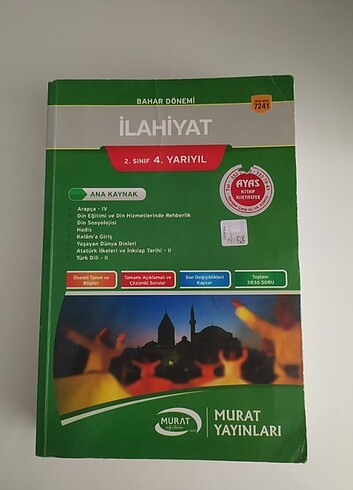 BAHAR DÖNEMİ
7241
İLAHİYAT
2. SINIF 4. YARIYIL
ANA KAYNAK
AYAS
KİTAP
KIRTASİYE
Arapça - IV
Din Eğitimi ve Din Hizmetlerinde Rehberlik
Din Sosyolojisi
Hadis
Kelâm'a Giriş
Yaşayan Dünya Dinleri
Atatürk İlkeleri ve İnkılap Tarihi - II
Türk Dili - II
Önemli Tanım ve
Bilgiler
Tamamı Açıklamalı ve
Çözümlü Sorular
Son Değişiklikleri
Kapsar
Toplam
3836 SORU
MURAT
eğitim
MURAT
YAYINLARI